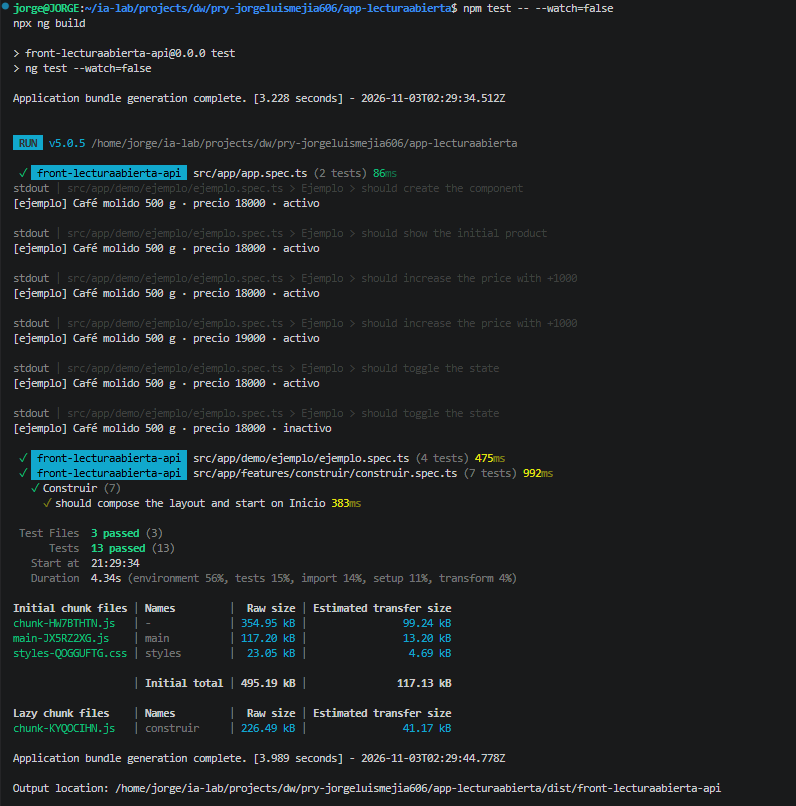 jorge@JORGE:~/ia-lab/projects/dw/pry-jorgeluismejia606/app-lecturaabierta$ npm test -- --watch=false
npx ng build
> front-lecturaabierta-api@0.0.0 test
> ng test --watch=false
Application bundle generation complete. [3.228 seconds] - 2026-11-03T02:29:34.512Z
RUN v5.0.5 /home/jorge/ia-lab/projects/dw/pry-jorgeluismejia606/app-lecturaabierta
✓ front-lecturaabierta-api src/app/app.spec.ts (2 tests) 86ms
stdout | src/app/demo/ejemplo/ejemplo.spec.ts > Ejemplo > should create the component
[ejemplo] Café molido 500 g · precio 18000 · activo
stdout | src/app/demo/ejemplo/ejemplo.spec.ts > Ejemplo > should show the initial product
[ejemplo] Café molido 500 g · precio 18000 · activo
stdout | src/app/demo/ejemplo/ejemplo.spec.ts > Ejemplo > should increase the price with +1000
[ejemplo] Café molido 500 g · precio 18000 · activo
stdout | src/app/demo/ejemplo/ejemplo.spec.ts > Ejemplo > should increase the price with +1000
[ejemplo] Café molido 500 g · precio 19000 · activo
stdout | src/app/demo/ejemplo/ejemplo.spec.ts > Ejemplo > should toggle the state
[ejemplo] Café molido 500 g · precio 18000 · activo
stdout | src/app/demo/ejemplo/ejemplo.spec.ts > Ejemplo > should toggle the state
[ejemplo] Café molido 500 g · precio 18000 · inactivo
✓ front-lecturaabierta-api src/app/demo/ejemplo/ejemplo.spec.ts (4 tests) 475ms
✓ front-lecturaabierta-api src/app/features/construir/construir.spec.ts (7 tests) 992ms
✓ Construir (7)
✓ should compose the layout and start on Inicio 383ms
Test Files 3 passed (3)
Tests 13 passed (13)
Start at 21:29:34
Duration 4.34s (environment 56%, tests 15%, import 14%, setup 11%, transform 4%)
Initial chunk files | Names | Raw size | Estimated transfer size
chunk-HW7BTHTN.js | - | 354.95 kB | 99.24 kB
main-JX5RZ2XG.js | main | 117.20 kB | 13.20 kB
styles-QOGGUFTG.css | styles | 23.05 kB | 4.69 kB
| Initial total | 495.19 kB | 117.13 kB
Lazy chunk files | Names | Raw size | Estimated transfer size
chunk-KYQOCIHN.js | construir | 226.49 kB | 41.17 kB
Application bundle generation complete. [3.989 seconds] - 2026-11-03T02:29:44.778Z
Output location: /home/jorge/ia-lab/projects/dw/pry-jorgeluismejia606/app-lecturaabierta/dist/front-lecturaabierta-api